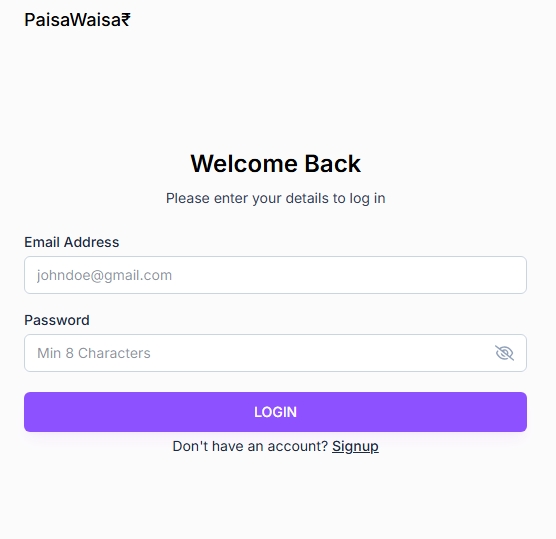 PaisaWaisa₹
Welcome Back
Please enter your details to log in
Email Address
johndoe@gmail.com
Password
Min 8 Characters
LOGIN
Don't have an account? Signup